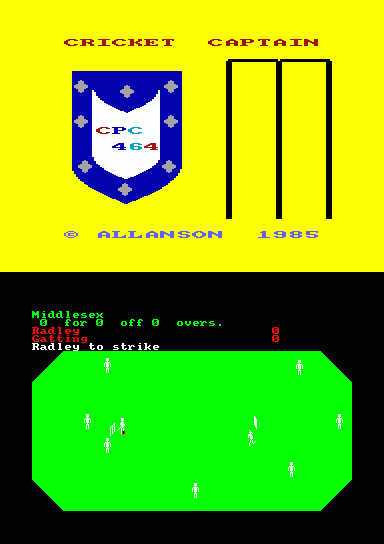 CRICKET CAPTAIN
CPC
464
© ALLANSON 1985
Middlesex
0 for 0 off 0 overs.
Radley 0
Gatting 0
Radley to strike